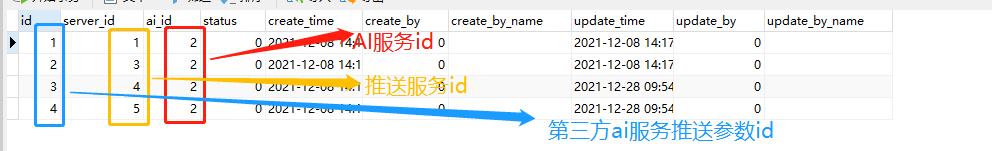 id server_id ai_id status create_time create_by create_by_name update_time update_by update_by_name
1 1 2 0 2021-12-08 14:1 0 2021-12-08 14:17 0
2 3 2 0 2021-12-08 14:1 0 2021-12-08 14:17 0
3 4 2 0 2021-12-08 14:1 0 2021-12-28 09:54 0
4 5 2 0 2021-12-08 14:1 0 2021-12-28 09:54 0
AI服务id
推送服务id
第三方ai服务推送参数id